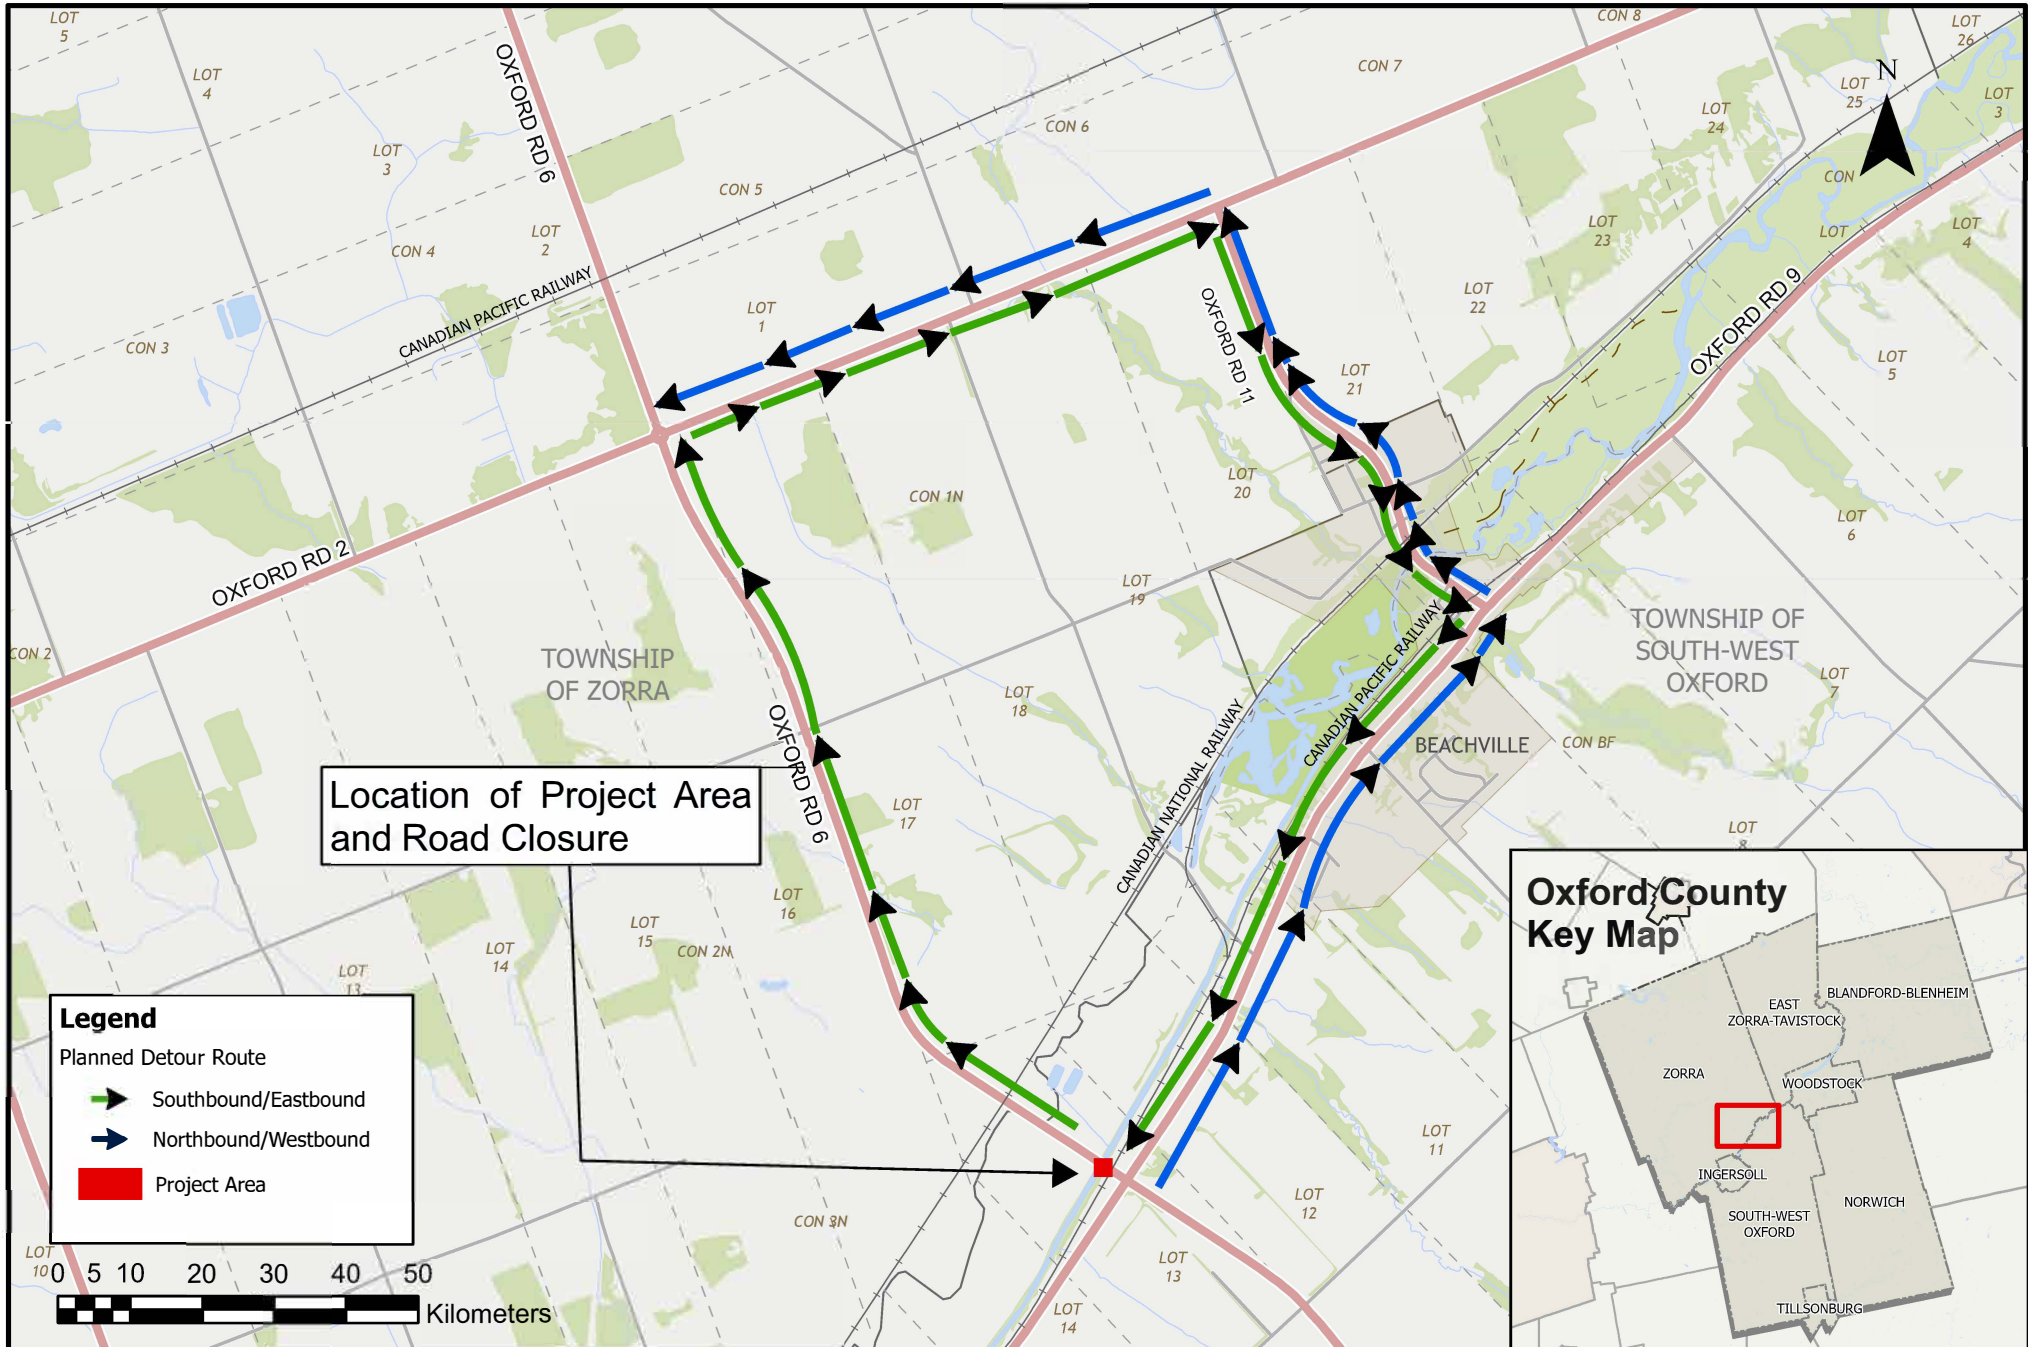 LOT
5
LOT
4
OXFORD RD 6
LOT
3
CON 4
LOT
2
CON 5
CON 6
CON 7
CON 8
LOT
26
LOT
25
N
LOT
3
LOT
24
CON
LOT
23
LOT
LOT
4
OXFORD RD 9
LOT
22
LOT
5
CANADIAN PACIFIC RAILWAY
CON 3
LOT
1
OXFORD RD 11
LOT
21
LOT
20
CON 1N
LOT
6
OXFORD RD 2
LOT
19
CON 2
TOWNSHIP
OF ZORRA
TOWNSHIP OF
SOUTH-WEST
OXFORD
LOT
7
LOT
18
CANADIAN PACIFIC RAILWAY
CANADIAN NATIONAL RAILWAY
BEACHVILLE
CON BF
OXFORD RD 6
Location of Project Area
and Road Closure
LOT
17
LOT
8
LOT
16
LOT
15
CON 2N
LOT
14
LOT
13
LOT
11
LOT
12
CON 3N
LOT
13
LOT
14
LOT
10
Legend
Planned Detour Route
Southbound/Eastbound
Northbound/Westbound
Project Area
0 5 10 20 30 40 50
Kilometers
Oxford County
Key Map
EAST
ZORRA-TAVISTOCK
BLANDFORD-BLENHEIM
ZORRA
WOODSTOCK
INGERSOLL
NORWICH
SOUTH-WEST
OXFORD
TILLSONBURG